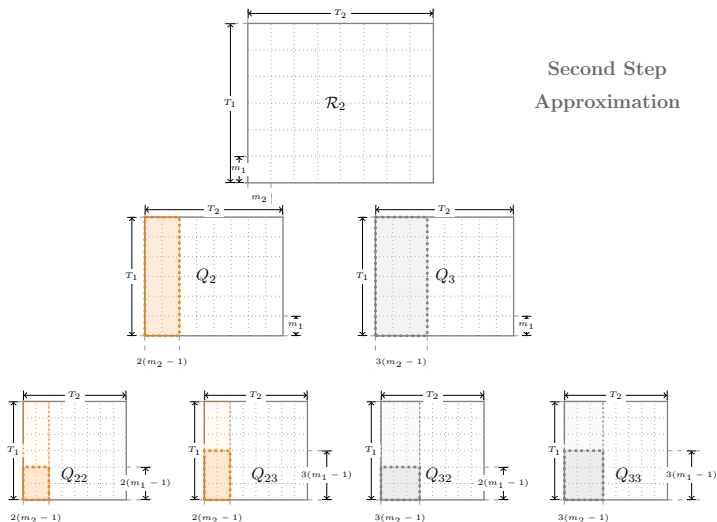 T₂
Second Step
Approximation
T₁
ℛ₂
m₁
m₂
T₂
T₂
T₁
Q₂
T₁
Q₃
m₁
m₁
2(m₂ − 1)
3(m₂ − 1)
T₂
T₂
T₂
T₂
T₁
T₁
T₁
T₁
Q₂₂
2(m₁ − 1)
Q₂₃
3(m₁ − 1)
Q₃₂
2(m₁ − 1)
Q₃₃
3(m₁ − 1)
2(m₂ − 1)
2(m₂ − 1)
3(m₂ − 1)
3(m₂ − 1)